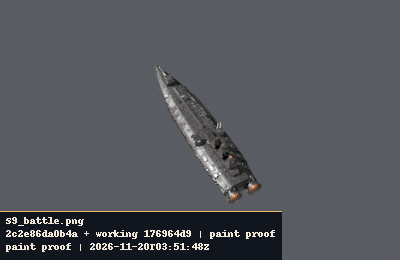 S9_battle.png
2c2e86da0b4a + working 176964d9 | paint proof
paint proof | 2026-11-20T03:51:48Z